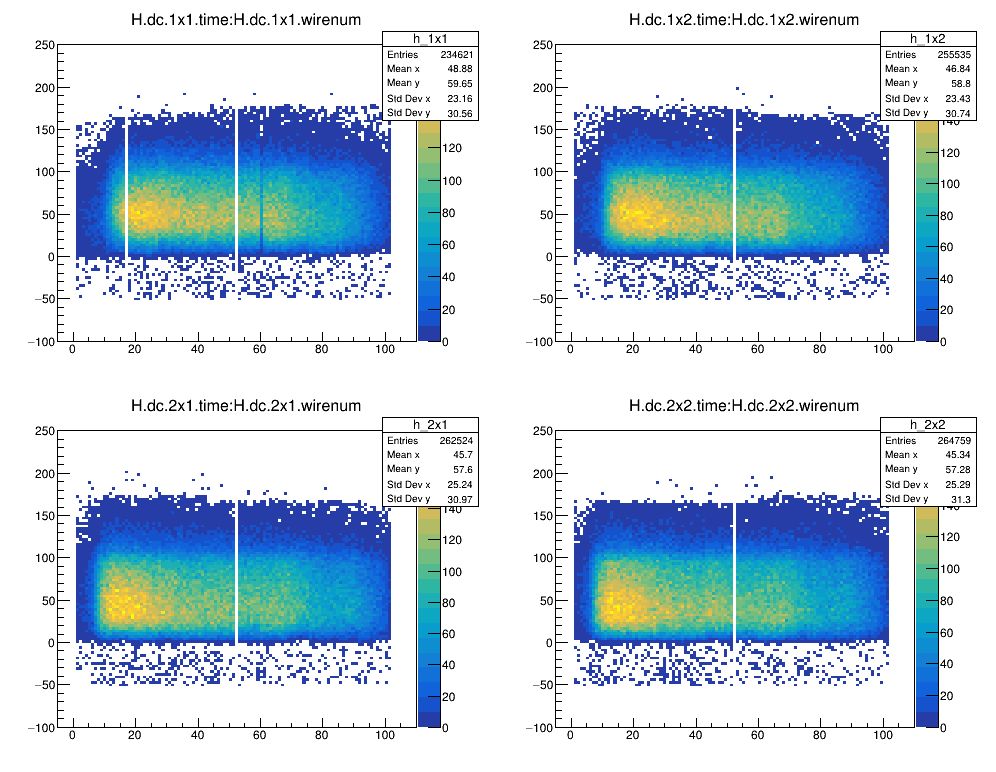 H.dc.1x1.time:H.dc.1x1.wirenum
h_1x1
Entries 234621
Mean x 48.88
Mean y 59.65
Std Dev x 23.16
Std Dev y 30.56
250
200
150
100
50
0
−50
−100
0 20 40 60 80 100
120
100
80
60
40
20
0
H.dc.1x2.time:H.dc.1x2.wirenum
h_1x2
Entries 255535
Mean x 46.84
Mean y 58.8
Std Dev x 23.43
Std Dev y 30.74
250
200
150
100
50
0
−50
−100
0 20 40 60 80 100
140
120
100
80
60
40
20
0
H.dc.2x1.time:H.dc.2x1.wirenum
h_2x1
Entries 262524
Mean x 45.7
Mean y 57.6
Std Dev x 25.24
Std Dev y 30.97
250
200
150
100
50
0
−50
−100
0 20 40 60 80 100
140
120
100
80
60
40
20
0
H.dc.2x2.time:H.dc.2x2.wirenum
h_2x2
Entries 264759
Mean x 45.34
Mean y 57.28
Std Dev x 25.29
Std Dev y 31.3
250
200
150
100
50
0
−50
−100
0 20 40 60 80 100
140
120
100
80
60
40
20
0